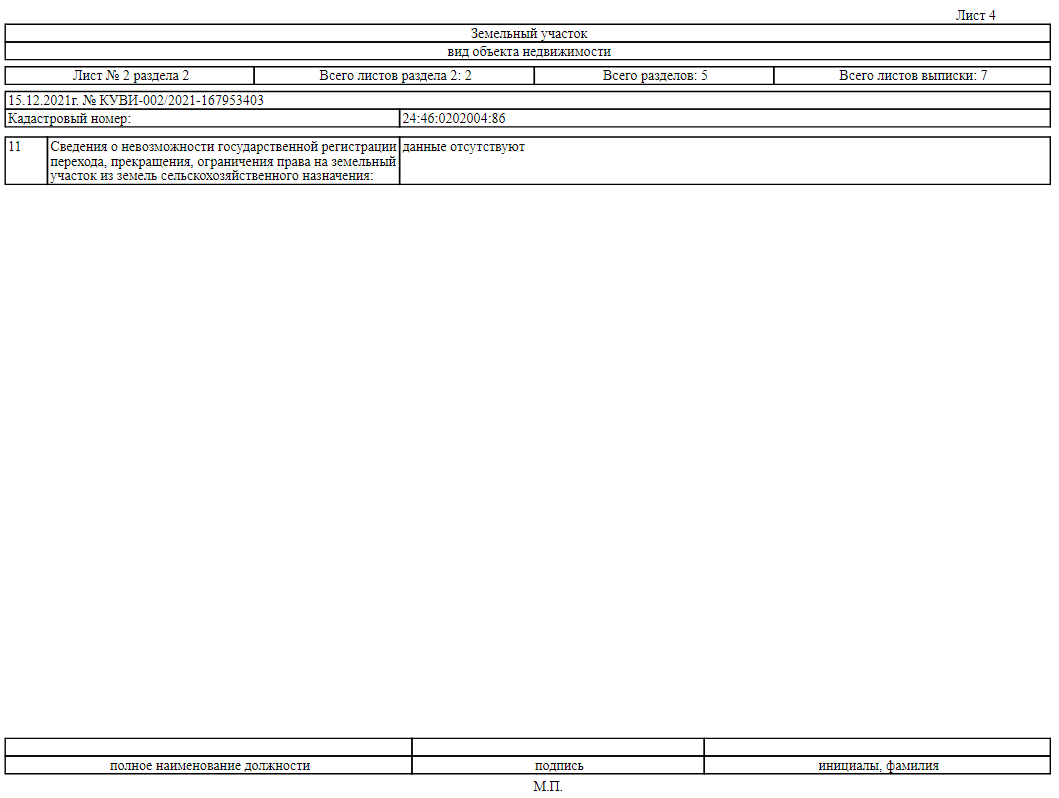 Лист 4
Земельный участок
вид объекта недвижимости
Лист № 2 раздела 2 Всего листов раздела 2: 2 Всего разделов: 5 Всего листов выписки: 7
15.12.2021г. № КУВИ-002/2021-167953403
Кадастровый номер: 24:46:0202004:86
11 Сведения о невозможности государственной регистрации данные отсутствуют
перехода, прекращения, ограничения права на земельный
участок из земель сельскохозяйственного назначения:
полное наименование должности подпись инициалы, фамилия
М.П.